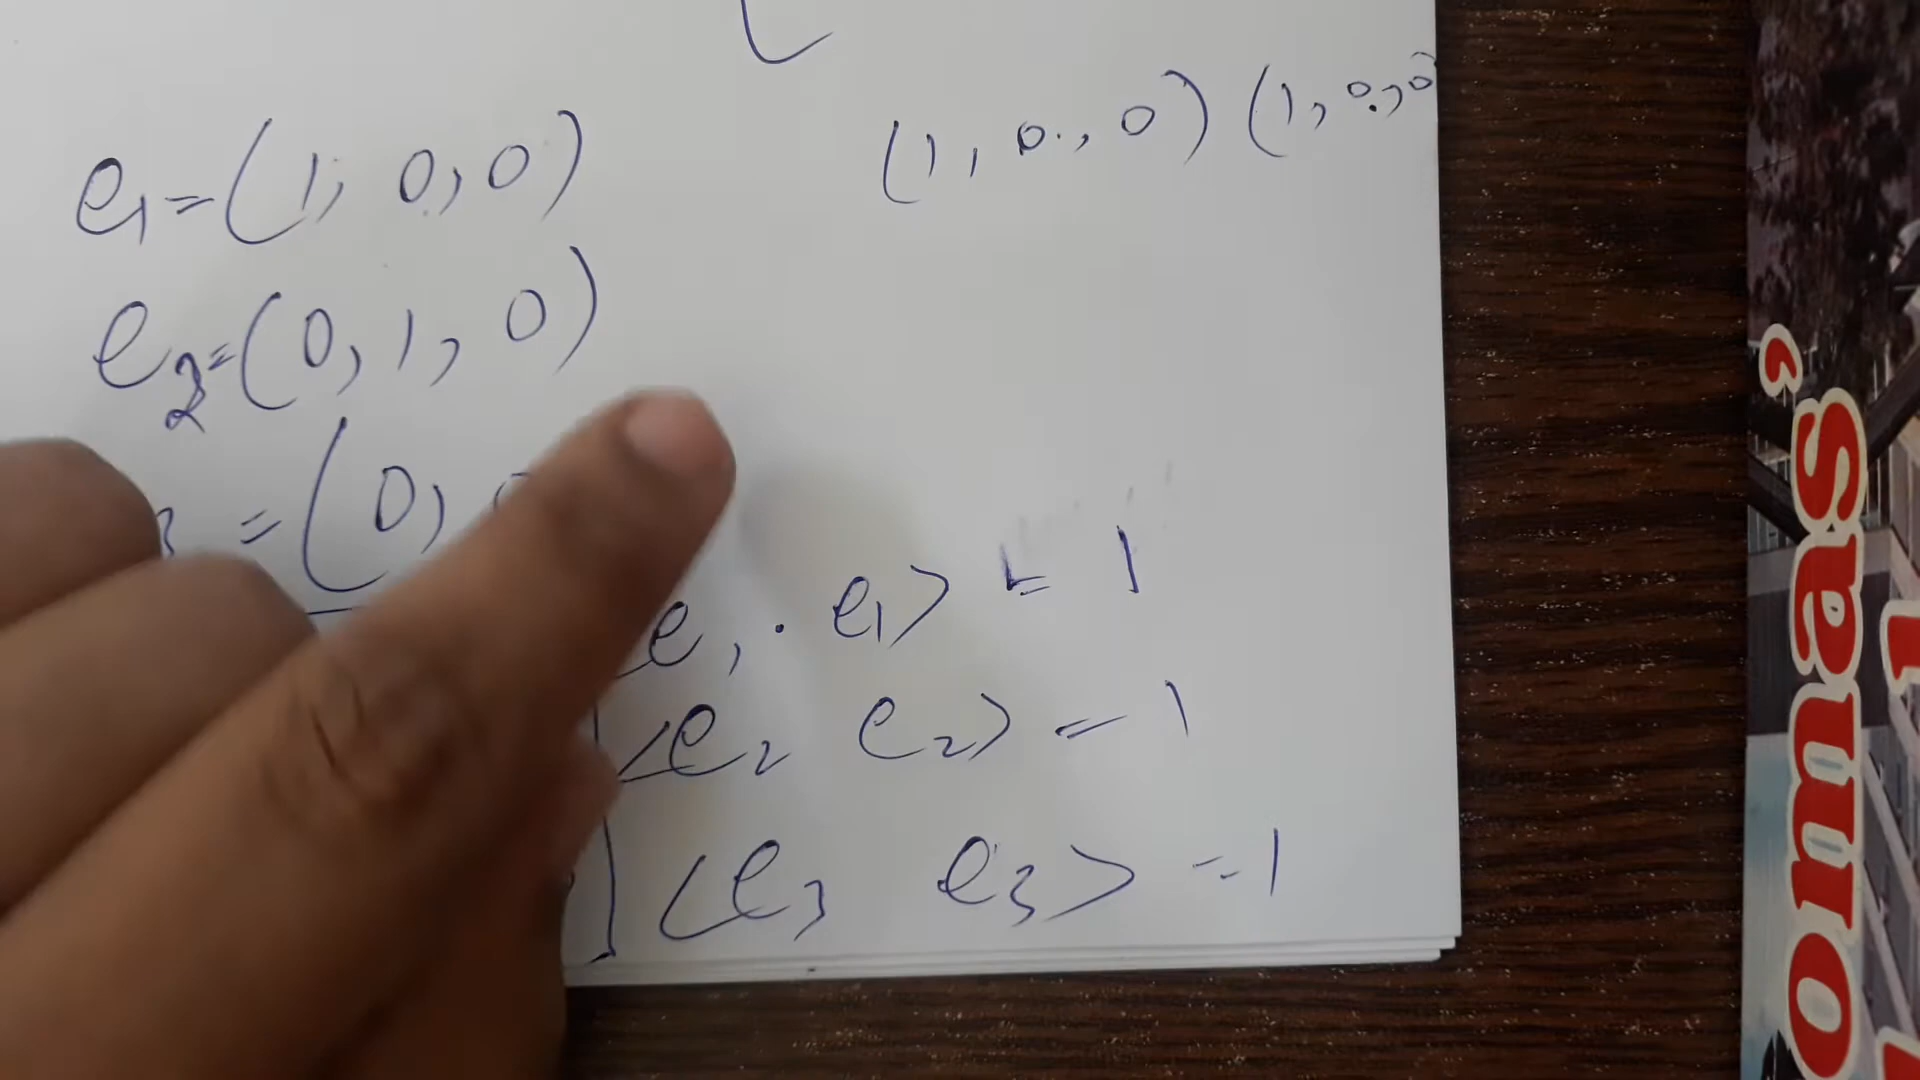 e1=(1, 0, 0)
(1, 0, 0) (1, 0, 0
e2=(0, 1, 0)
3 = (0,
e1 · e1> = 1
<e2 e2> = 1
<e3 e3> = 1
omas'